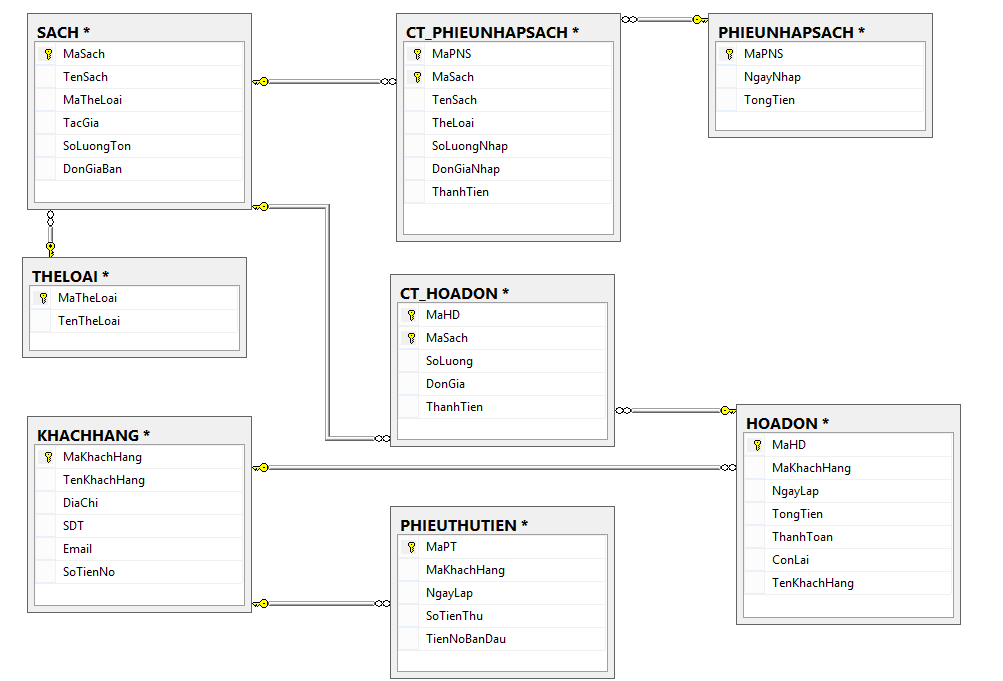 SACH *
MaSach
TenSach
MaTheLoai
TacGia
SoLuongTon
DonGiaBan
CT_PHIEUNHAPSACH *
MaPNS
MaSach
TenSach
TheLoai
SoLuongNhap
DonGiaNhap
ThanhTien
PHIEUNHAPSACH *
MaPNS
NgayNhap
TongTien
THELOAI *
MaTheLoai
TenTheLoai
CT_HOADON *
MaHD
MaSach
SoLuong
DonGia
ThanhTien
HOADON *
MaHD
MaKhachHang
NgayLap
TongTien
ThanhToan
ConLai
TenKhachHang
KHACHHANG *
MaKhachHang
TenKhachHang
DiaChi
SDT
Email
SoTienNo
PHIEUTHUTIEN *
MaPT
MaKhachHang
NgayLap
SoTienThu
TienNoBanDau